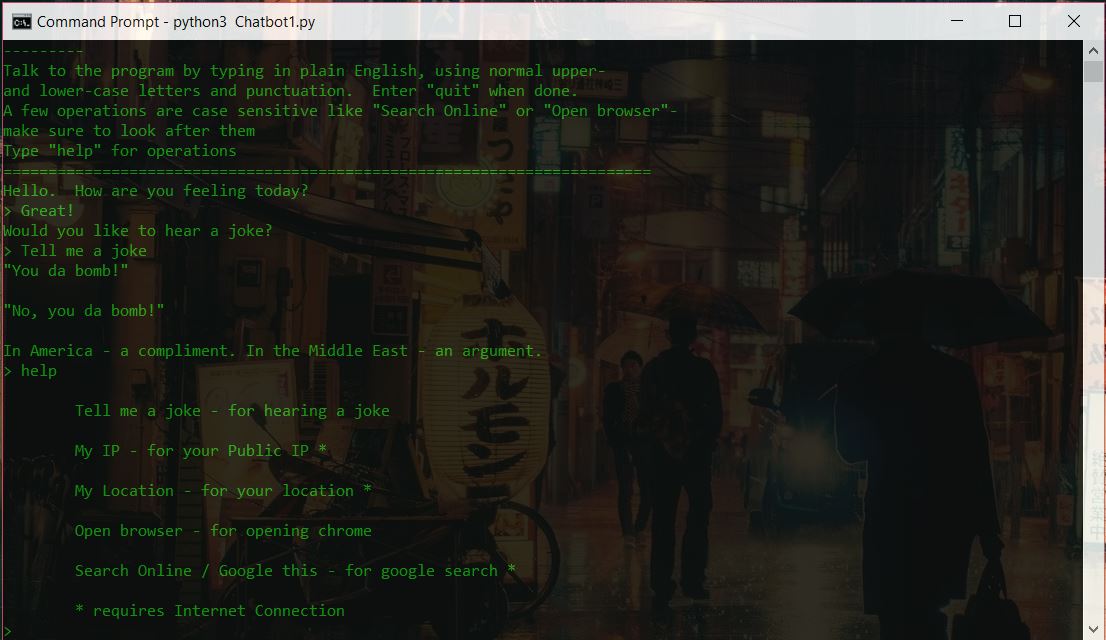 Command Prompt - python3  Chatbot1.py
---------
Talk to the program by typing in plain English, using normal upper-
and lower-case letters and punctuation.  Enter "quit" when done.
A few operations are case sensitive like "Search Online" or "Open browser"-
make sure to look after them
Type "help" for operations
========================================================================
Hello.  How are you feeling today?
> Great!
Would you like to hear a joke?
> Tell me a joke
"You da bomb!"
"No, you da bomb!"
In America - a compliment. In the Middle East - an argument.
> help
Tell me a joke - for hearing a joke
My IP - for your Public IP *
My Location - for your location *
Open browser - for opening chrome
Search Online / Google this - for google search *
* requires Internet Connection
>
ホルモン